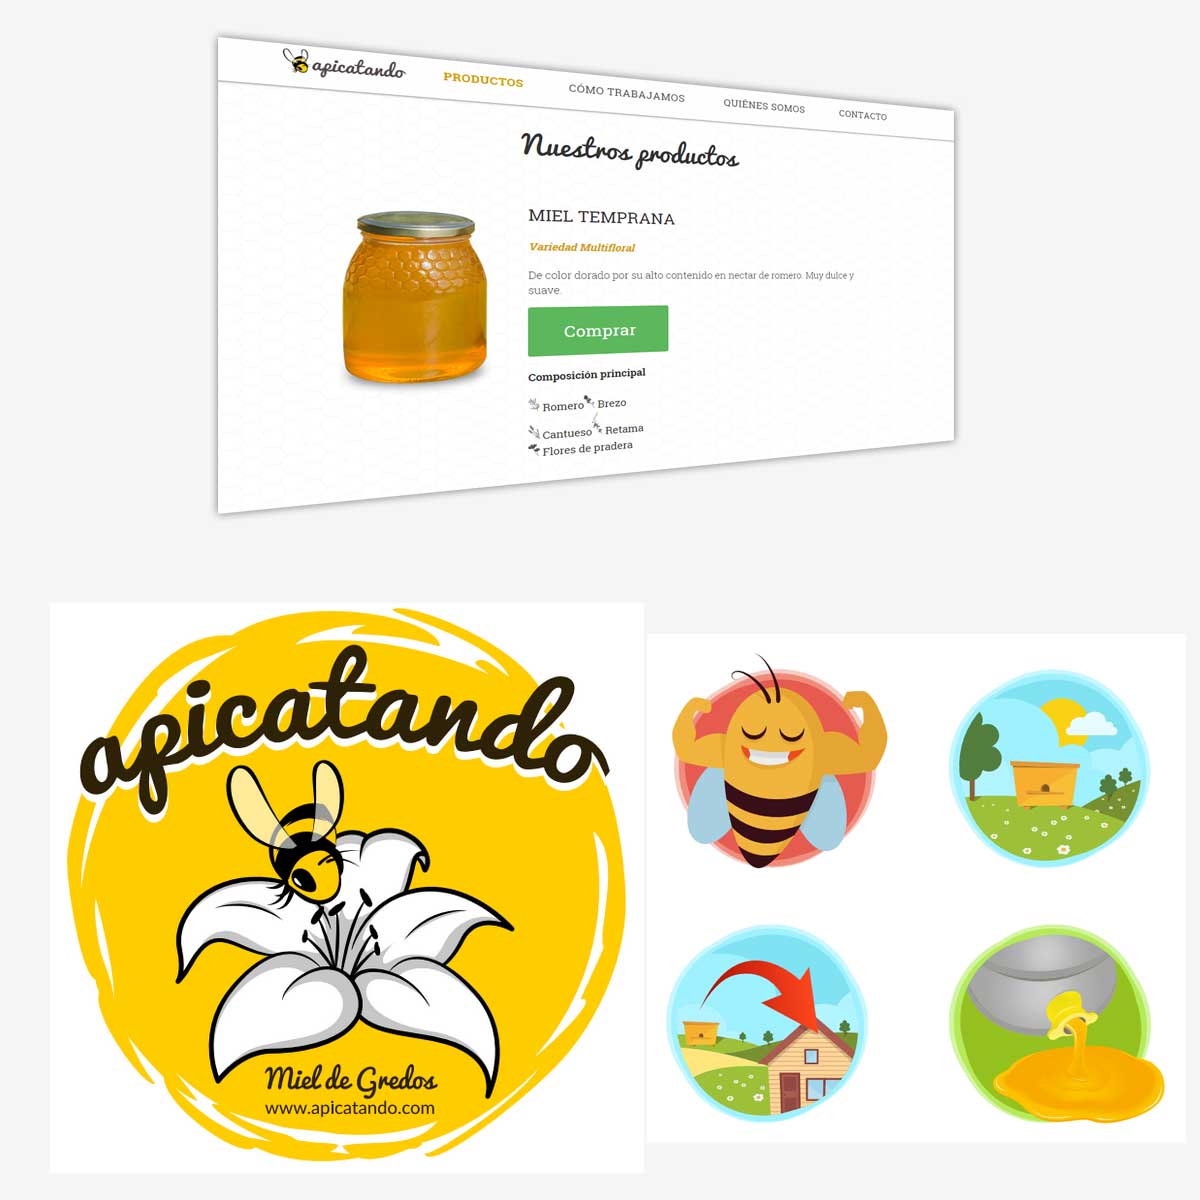 apicatando
PRODUCTOS
CÓMO TRABAJAMOS
QUIÉNES SOMOS
CONTACTO
Nuestros productos
MIEL TEMPRANA
Variedad Multifloral
De color dorado por su alto contenido en nectar de romero. Muy dulce y
suave.
Comprar
Composición principal
Romero Brezo
Cantueso Retama
Flores de pradera
apicatando
Miel de Gredos
www.apicatando.com